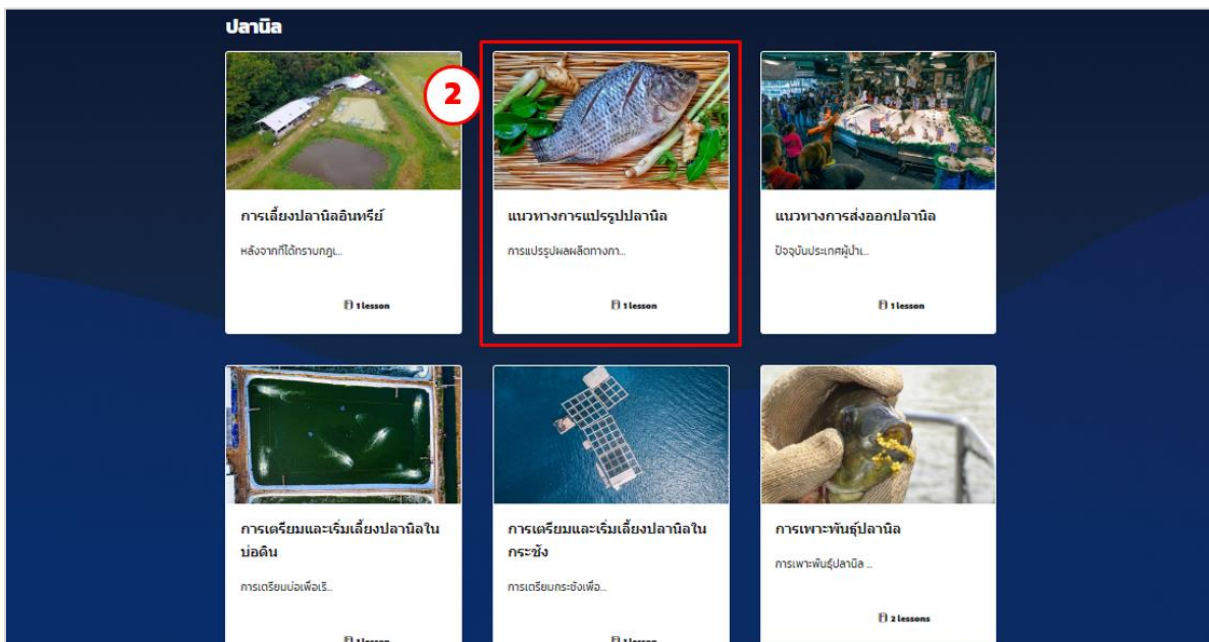 ปลานิล
2
การเลี้ยงปลานิลอินทรีย์
หลังจากที่ได้ทราบกฎเ...
1 lesson
แนวทางการแปรรูปปลานิล
การแปรรูปผลผลิตทางกา...
1 lesson
แนวทางการส่งออกปลานิล
ปัจจุบันประเทศผู้นำเ...
1 lesson
การเตรียมและเริ่มเลี้ยงปลานิลใน
บ่อดิน
การเตรียมบ่อเพื่อเริ...
1 lesson
การเตรียมและเริ่มเลี้ยงปลานิลใน
กระชัง
การเตรียมกระชังเพื่อ...
1 lesson
การเพาะพันธุ์ปลานิล
การเพาะพันธุ์ปลานิล ...
2 lessons